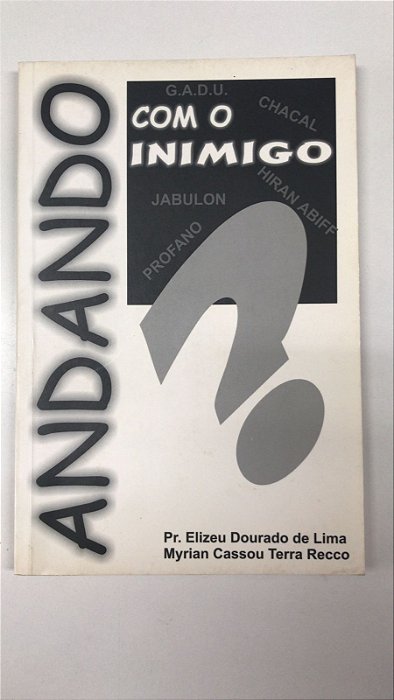 ANDANDO
COM O
INIMIGO
G.A.D.U.
CHACAL
HIRAN ABIFF
JABULON
PROFANO
Pr. Elizeu Dourado de Lima
Myrian Cassou Terra Recco